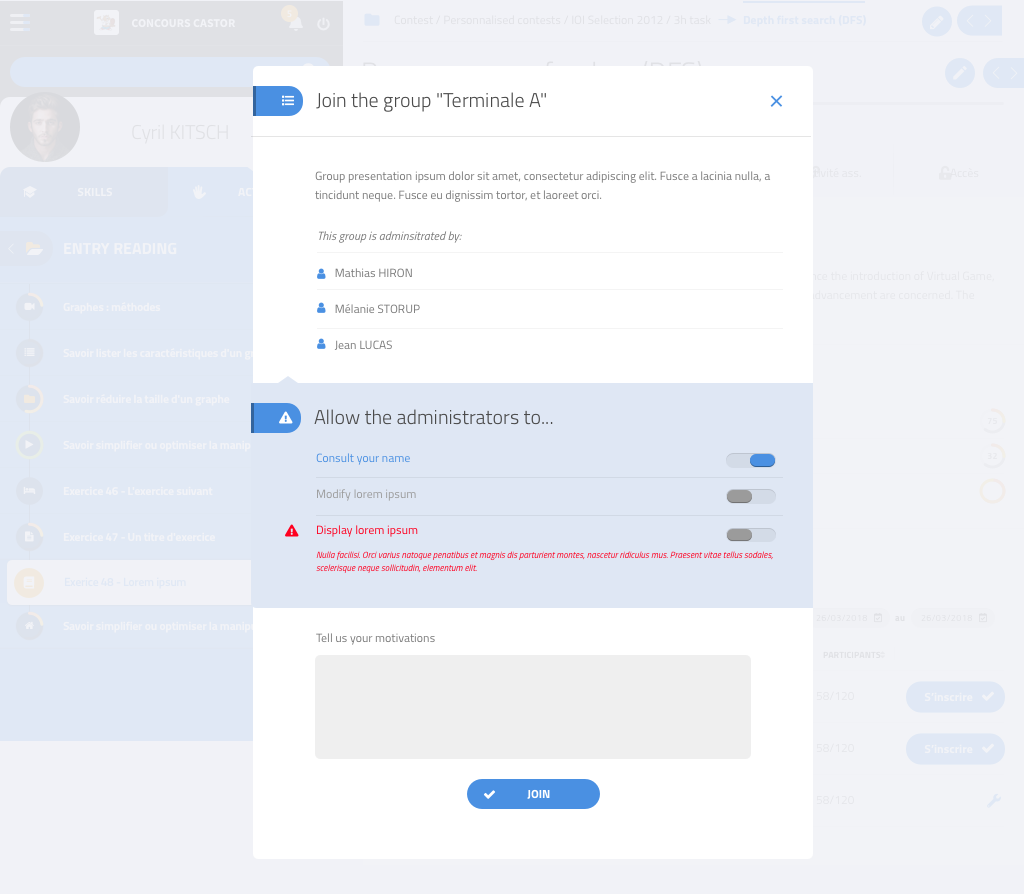 CONCOURS CASTOR
Contest / Personnalised contests / IOI Selection 2012 / 3h task
Depth first search (DFS)
Cyril KITSCH
SKILLS
AC
ENTRY READING
Graphes : méthodes
Savoir lister les caractéristiques d'un g
Savoir réduire la taille d'un graphe
Savoir simplifier ou optimiser la manip
Exercice 46 - L'exercice suivant
Exercice 47 - Un titre d'exercice
Exerice 48 - Lorem ipsum
Savoir simplifier ou optimiser la manip
Join the group "Terminale A"
Group presentation ipsum dolor sit amet, consectetur adipiscing elit. Fusce a lacinia nulla, a
tincidunt neque. Fusce eu dignissim tortor, et laoreet orci.
This group is adminsitrated by:
Mathias HIRON
Mélanie STORUP
Jean LUCAS
Allow the administrators to...
Consult your name
Modify lorem ipsum
Display lorem ipsum
Nulla facilisi. Orci varius natoque penatibus et magnis dis parturient montes, nascetur ridiculus mus. Praesent vitae tellus sodales,
scelerisque neque sollicitudin, elementum elit.
Tell us your motivations
JOIN
Accès
the introduction of Virtual Game
advancement are concerned. The
26/03/2018 au 26/03/2018
PARTICIPANTS
58/120
S'inscrire
58/120
S'inscrire
58/120